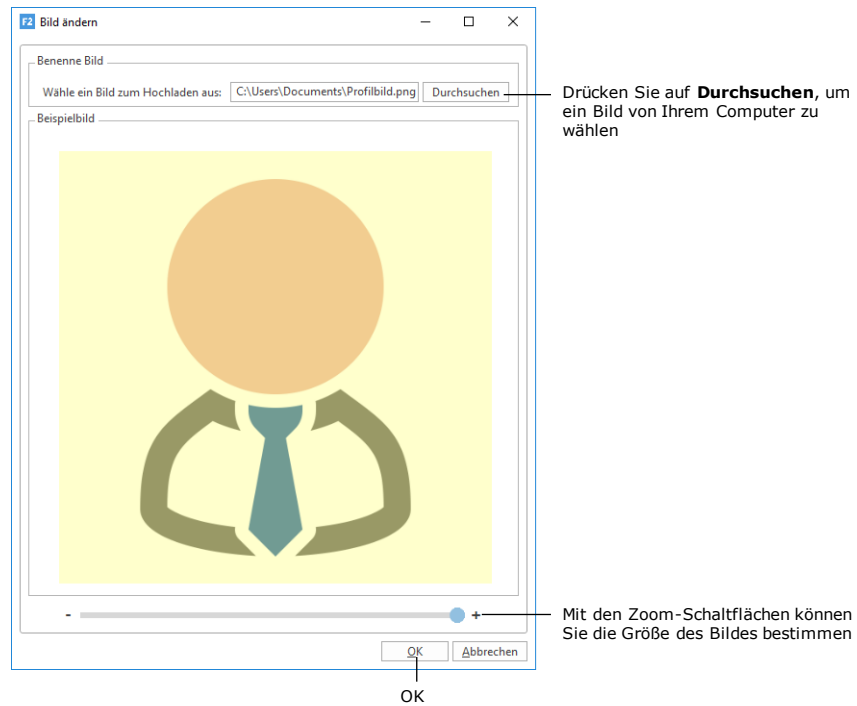 F2 Bild ändern
Benenne Bild
Wähle ein Bild zum Hochladen aus: C:\Users\Documents\Profilbild.png Durchsuchen
Drücken Sie auf Durchsuchen, um
ein Bild von Ihrem Computer zu
wählen
Beispielbild
- +
Mit den Zoom-Schaltflächen können
Sie die Größe des Bildes bestimmen
OK Abbrechen
OK